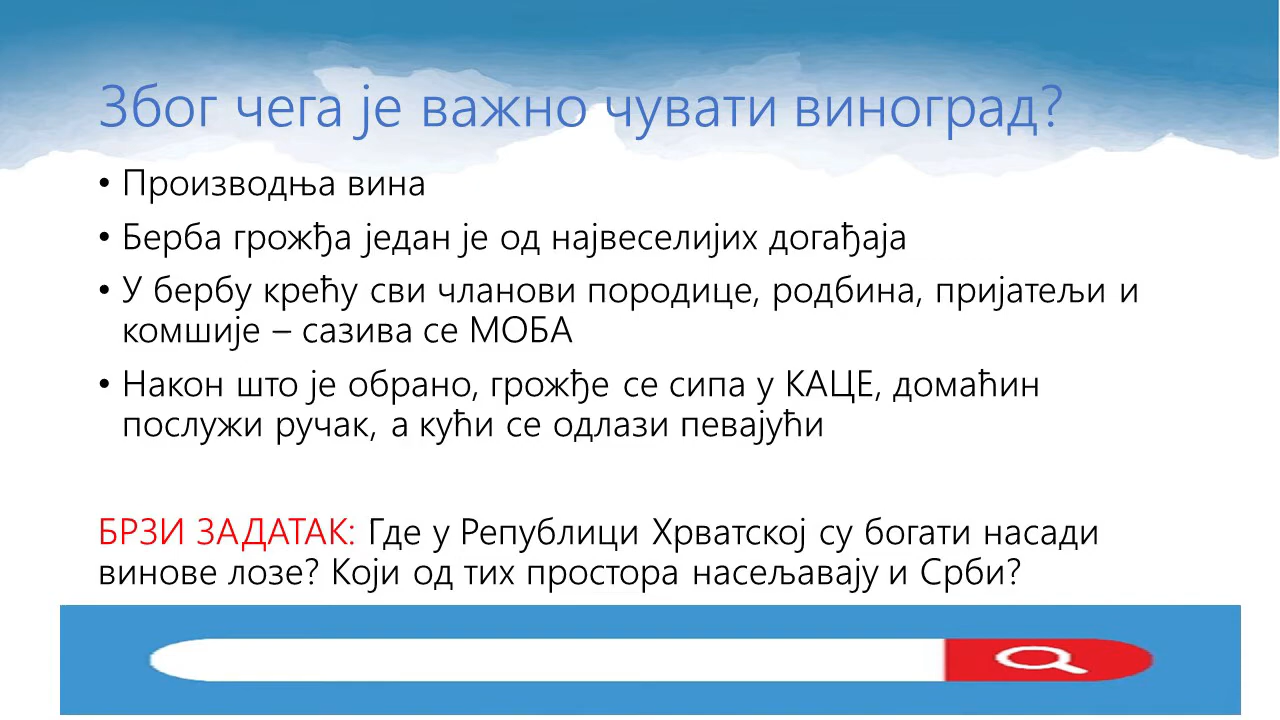 Због чега је важно чувати виноград?
• Производња вина
• Берба грожђа један је од највеселијих догађаја
• У бербу крећу сви чланови породице, родбина, пријатељи и
комшије – сазива се МОБА
• Након што је обрано, грожђе се сипа у КАЦЕ, домаћин
послужи ручак, а кући се одлази певајући
БРЗИ ЗАДАТАК: Где у Републици Хрватској су богати насади
винове лозе? Који од тих простора насељавају и Срби?